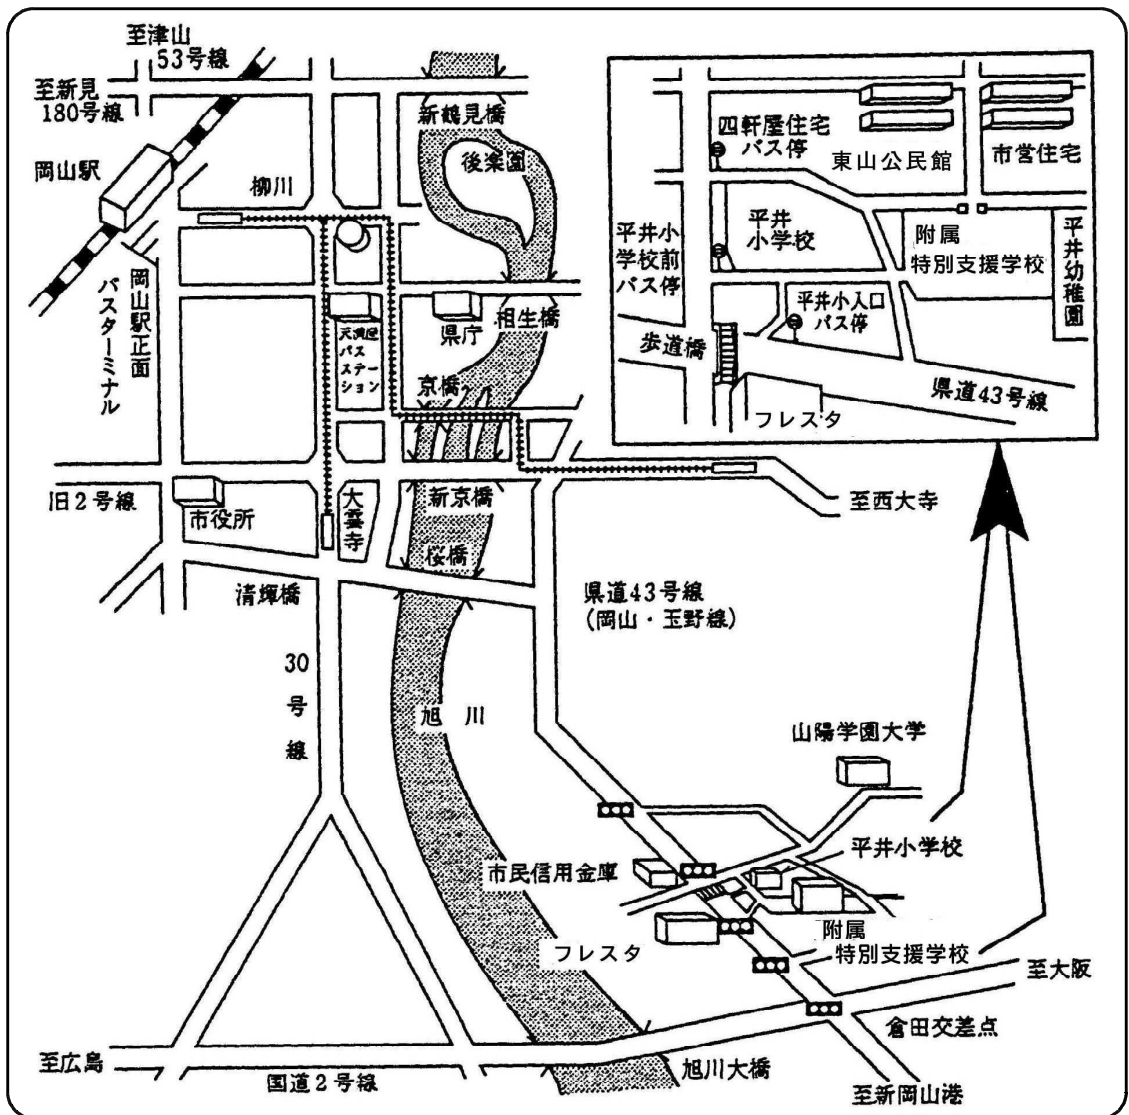 至津山
53号線
至新見
180号線
岡山駅
柳川
新鶴見橋
後楽園
岡山駅正面
バスターミナル
天満屋
バス
ステー
ション
県庁
相生橋
京橋
旧2号線
市役所
大雲寺
新京橋
至西大寺
桜橋
清輝橋
県道43号線
(岡山・玉野線)
30号線
旭川
山陽学園大学
平井小学校
市民信用金庫
フレスタ
附属
特別支援学校
至大阪
倉田交差点
至広島
国道2号線
旭川大橋
至新岡山港
四軒屋住宅
バス停
東山公民館
市営住宅
平井小
学校前
バス停
平井
小学校
附属
特別支援学校
平井幼稚園
平井小入口
バス停
歩道橋
県道43号線
フレスタ